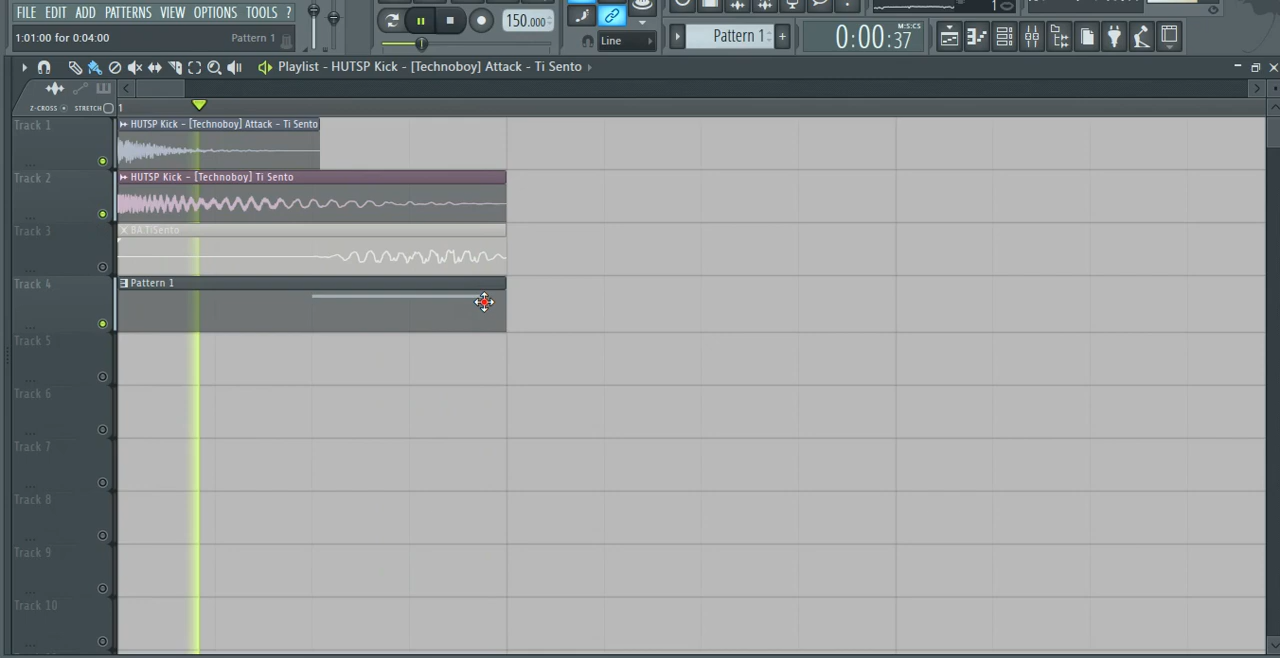 FILE EDIT ADD PATTERNS VIEW OPTIONS TOOLS ?
1:01:00 for 0:04:00 Pattern 1
150.000
Line
Pattern 1
0:00:37
M:S:CS
1
Playlist - HUTSP Kick - [Technoboy] Attack - Ti Sento
Z-CROSS STRETCH
1
Track 1
HUTSP Kick - [Technoboy] Attack - Ti Sento
Track 2
HUTSP Kick - [Technoboy] Ti Sento
Track 3
BA TiSento
Track 4
Pattern 1
Track 5
Track 6
Track 7
Track 8
Track 9
Track 10